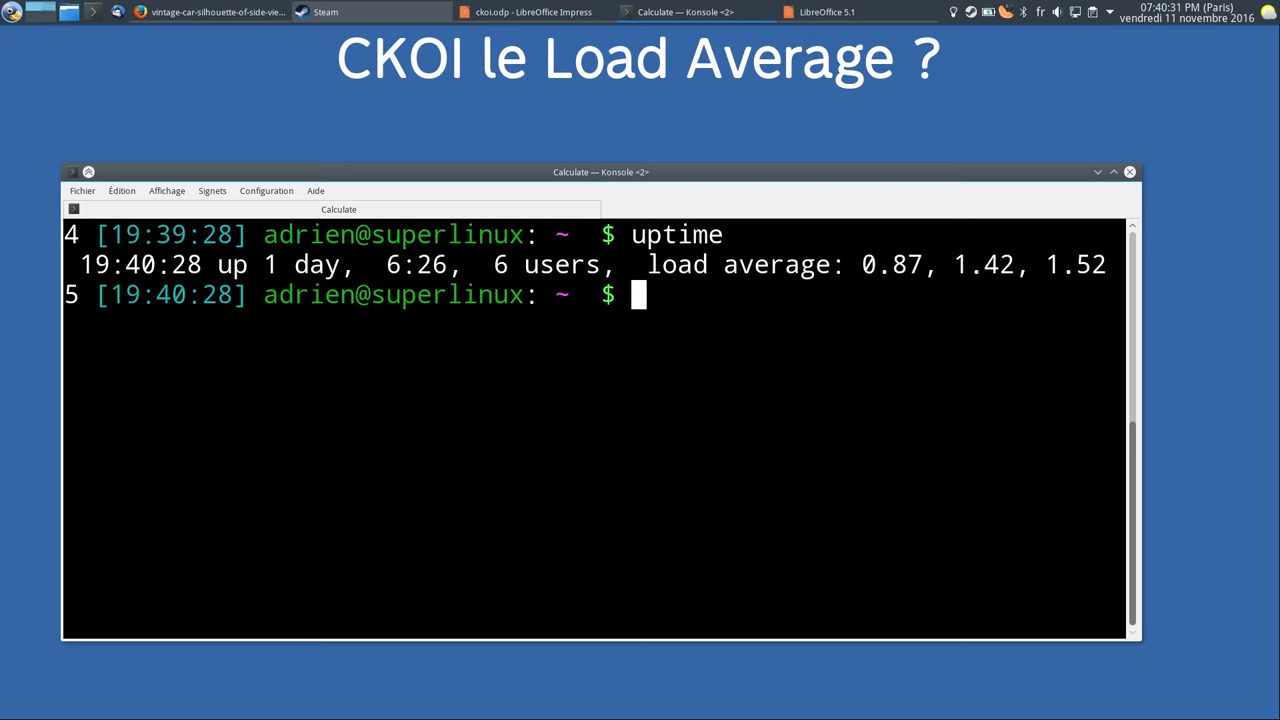 vintage-car-silhouette-of-side-vie...
Steam
ckoi.odp - LibreOffice Impress
Calculate — Konsole <2>
LibreOffice 5.1
fr
07:40:31 PM (Paris)
vendredi 11 novembre 2016
CKOI le Load Average ?
Calculate — Konsole <2>
Fichier Édition Affichage Signets Configuration Aide
Calculate
4 [19:39:28] adrien@superlinux: ~ $ uptime
19:40:28 up 1 day, 6:26, 6 users, load average: 0.87, 1.42, 1.52
5 [19:40:28] adrien@superlinux: ~ $